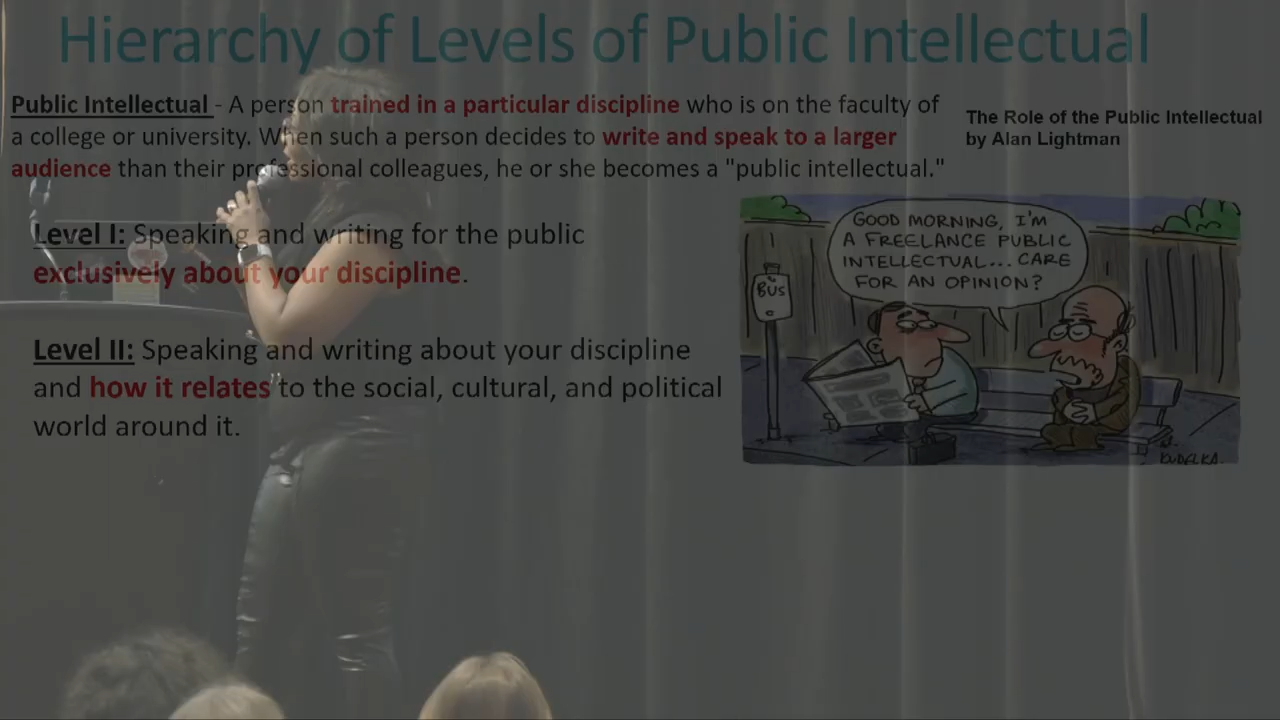 Hierarchy of Levels of Public Intellectual
Public Intellectual - A person trained in a particular discipline who is on the faculty of
a college or university. When such a person decides to write and speak to a larger
audience than their professional colleagues, he or she becomes a "public intellectual."
The Role of the Public Intellectual
by Alan Lightman
Level I: Speaking and writing for the public
exclusively about your discipline.
Level II: Speaking and writing about your discipline
and how it relates to the social, cultural, and political
world around it.
GOOD MORNING, I'M
A FREELANCE PUBLIC
INTELLECTUAL... CARE
FOR AN OPINION?
BUS
KUDELKA